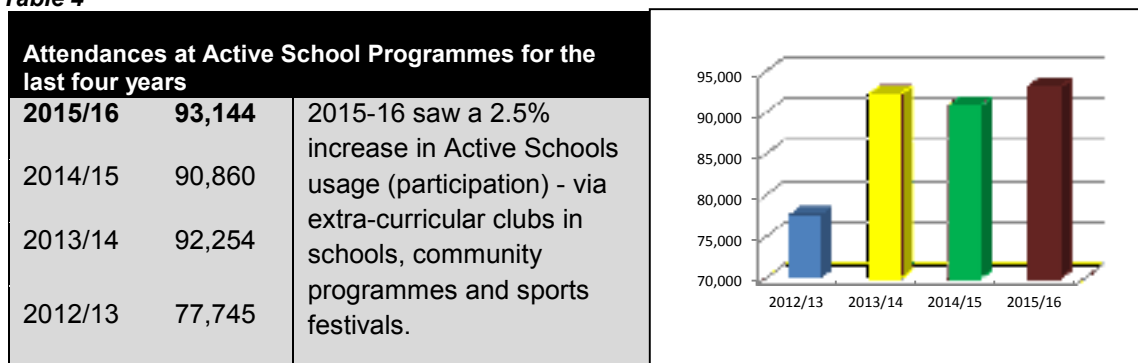 Table 4
Attendances at Active School Programmes for the
last four years
2015/16 93,144
2014/15 90,860
2013/14 92,254
2012/13 77,745
2015-16 saw a 2.5%
increase in Active Schools
usage (participation) - via
extra-curricular clubs in
schools, community
programmes and sports
festivals.
95,000
90,000
85,000
80,000
75,000
70,000
2012/13 2013/14 2014/15 2015/16